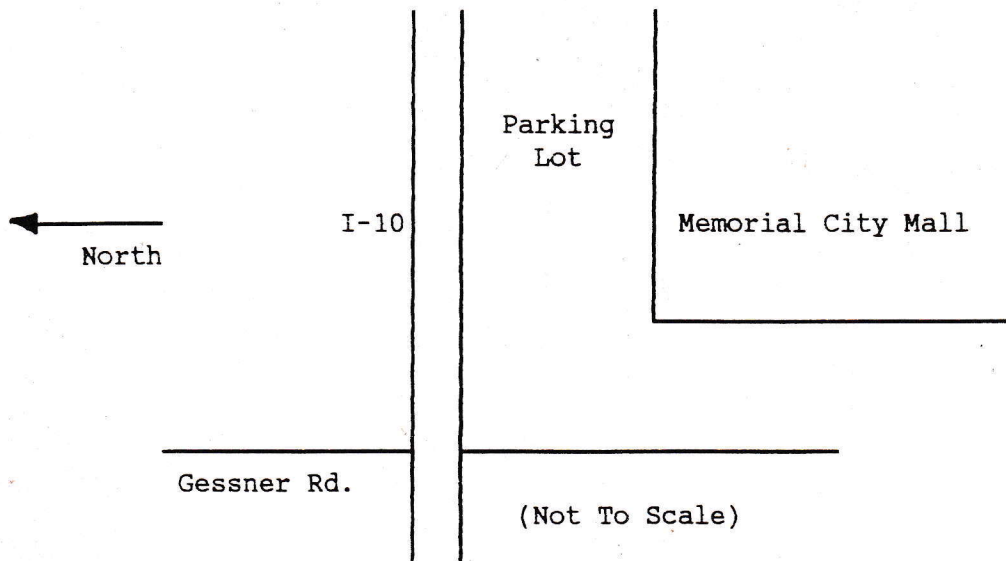 Parking
Lot
I-10
Memorial City Mall
North
Gessner Rd.
(Not To Scale)